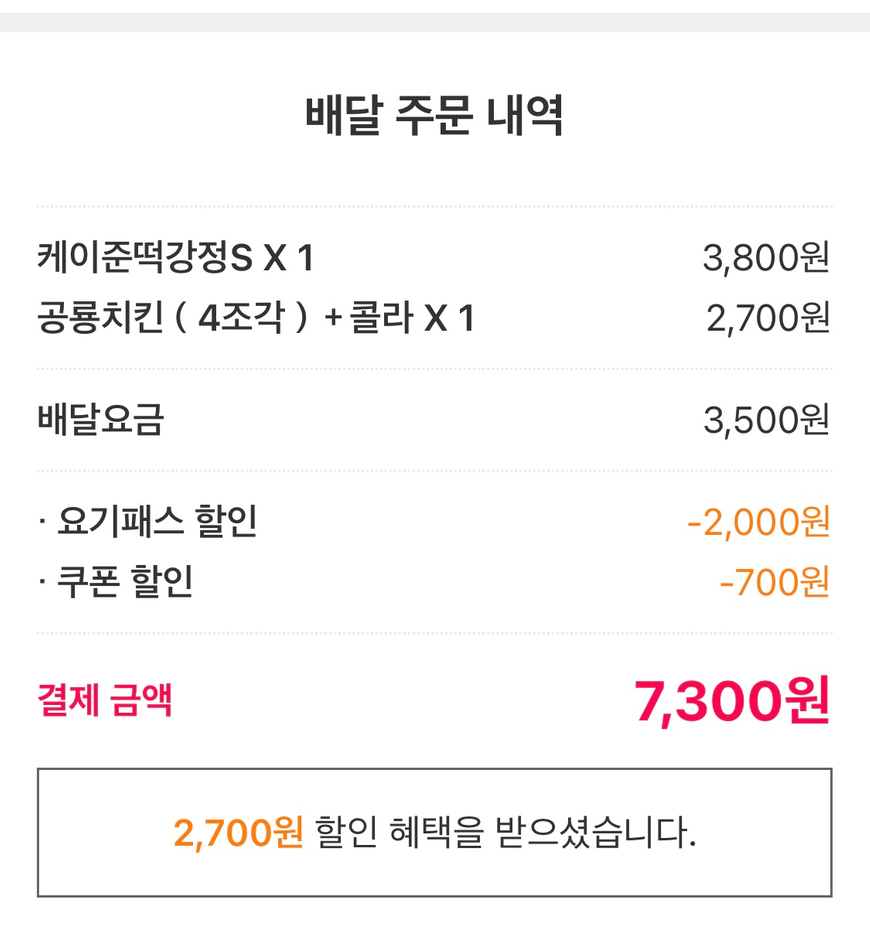 배달 주문 내역
케이준떡강정S X 1 3,800원
공룡치킨 ( 4조각 ) +콜라 X 1 2,700원
배달요금 3,500원
· 요기패스 할인 -2,000원
· 쿠폰 할인 -700원
결제 금액 7,300원
2,700원 할인 혜택을 받으셨습니다.